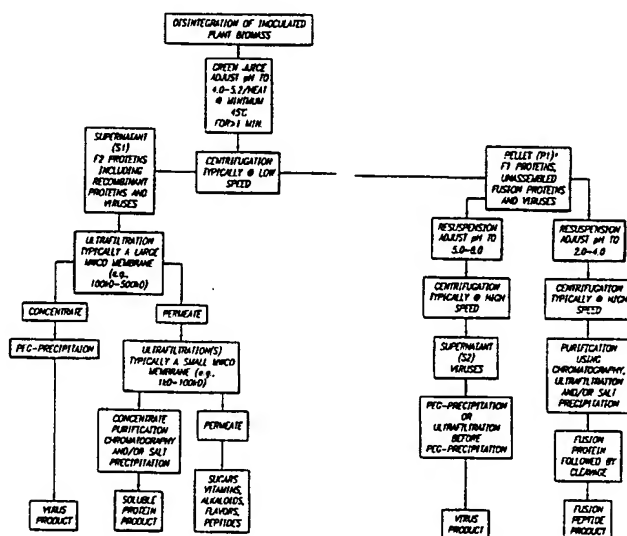 DISINTEGRATION OF INOCULATED
PLANT BIOMASS
GREEN JUICE
ADJUST pH TO
4.0-5.2/HEAT
@ MINIMUM
45°C
FOR>1 MIN.
CENTRIFUGATION
TYPICALLY @ LOW
SPEED
SUPERNATANT
(S1)
F2 PROTEINS
INCLUDING
RECOMBINANT
PROTEINS AND
VIRUSES
ULTRAFILTRATION
TYPICALLY A LARGE
MWCO MEMBRANE
(e.g.,
100kD-500kD)
CONCENTRATE
PEG-PRECIPITATION
VIRUS
PRODUCT
PERMEATE
ULTRAFILTRATION(S)
TYPICALLY A SMALL MWCO
MEMBRANE (e.g.,
1kD-100kD)
CONCENTRATE
PURIFICATION
CHROMATOGRAPHY
AND/OR SALT
PRECIPITATION
SOLUBLE
PROTEIN
PRODUCT
PERMEATE
SUGARS
VITAMINS,
ALKALOIDS,
FLAVORS,
PEPTIDES
PELLET (P1)
F1 PROTEINS,
UNASSEMBLED
FUSION PROTEINS
AND VIRUSES
RESUSPENSION
ADJUST pH TO
5.0-8.0
CENTRIFUGATION
TYPICALLY @ HIGH
SPEED
SUPERNATANT
(S2)
VIRUSES
PEG-PRECIPITATION
OR
ULTRAFILTRATION
BEFORE
PEG-PRECIPITATION
VIRUS
PRODUCT
RESUSPENSION
ADJUST pH TO
2.0-4.0
CENTRIFUGATION
TYPICALLY @ HIGH
SPEED
PURIFICATION
USING
CHROMATOGRAPHY,
ULTRAFILTRATION
AND/OR SALT
PRECIPITATION
FUSION
PROTEIN
FOLLOWED BY
CLEAVAGE
FUSION
PEPTIDE PRODUCT